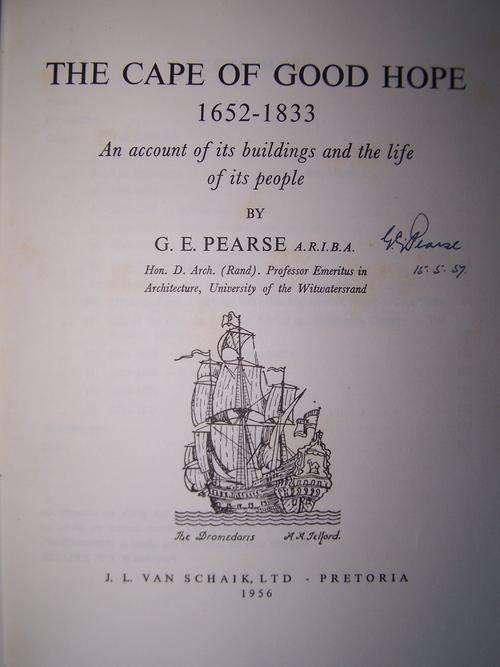 THE CAPE OF GOOD HOPE
1652-1833
An account of its buildings and the life
of its people
BY
G. E. PEARSE A.R.I.B.A.
G.E. Pearse
15. 5. 57.
Hon. D. Arch. (Rand). Professor Emeritus in
Architecture, University of the Witwatersrand
The Dromedaris H.A. Telford.
J. L. VAN SCHAIK, LTD - PRETORIA
1956